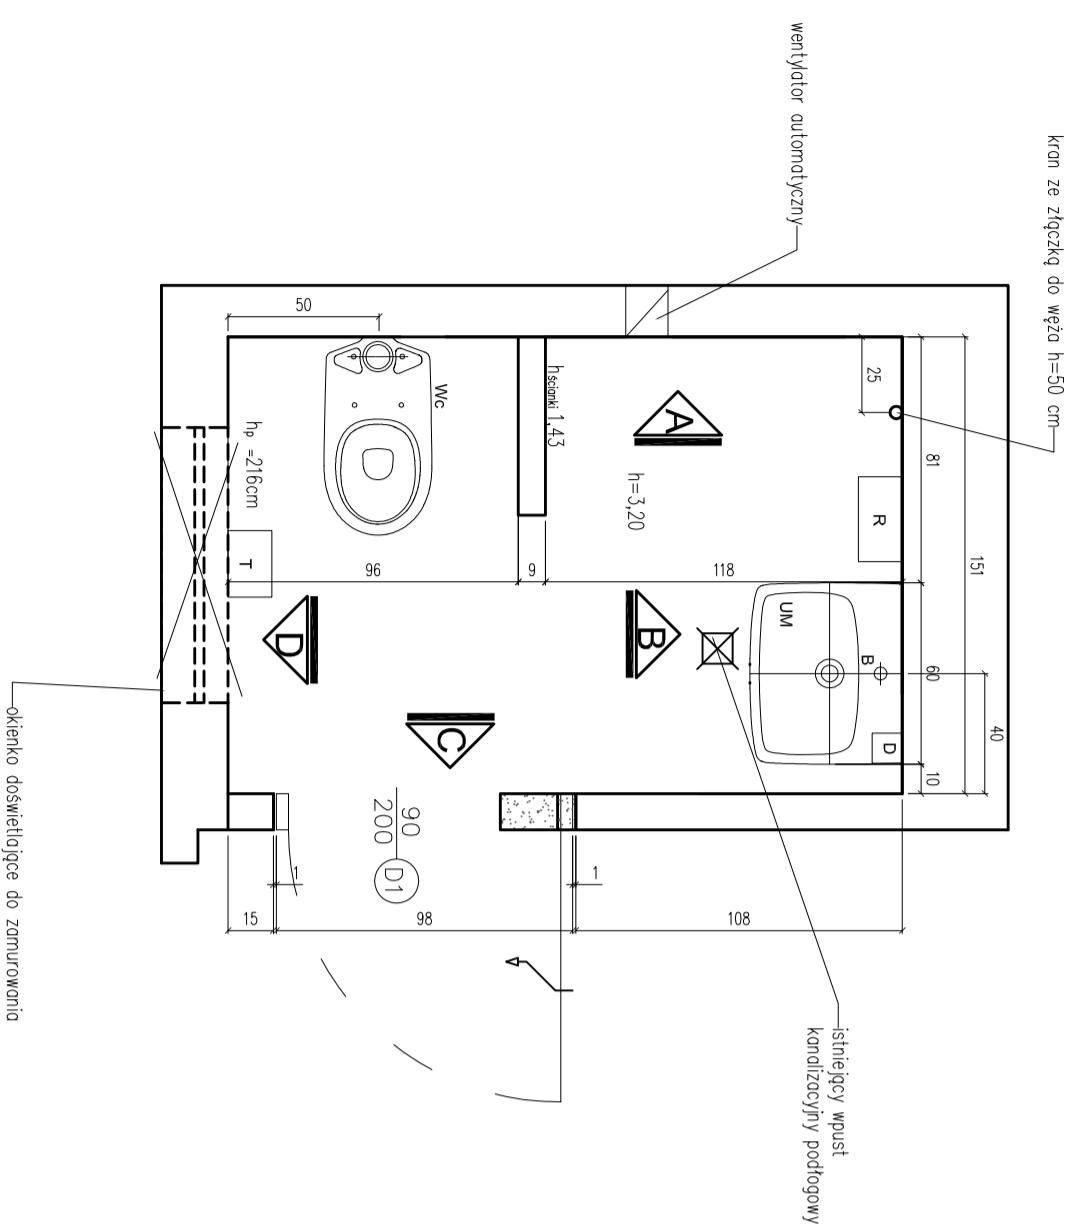 kran ze złączką do węża h=50 cm
wentylator automatyczny
50
25
Wc
hścianki 1,43
A
81
hp =216cm
h=3,20
R
151
T
96
9
118
UM
D
B
B
60
40
C
D
10
90
200
D1
1
1
15
98
108
okienko doświetlające do zamurowania
istniejący wpust
kanalizacyjny podłogowy